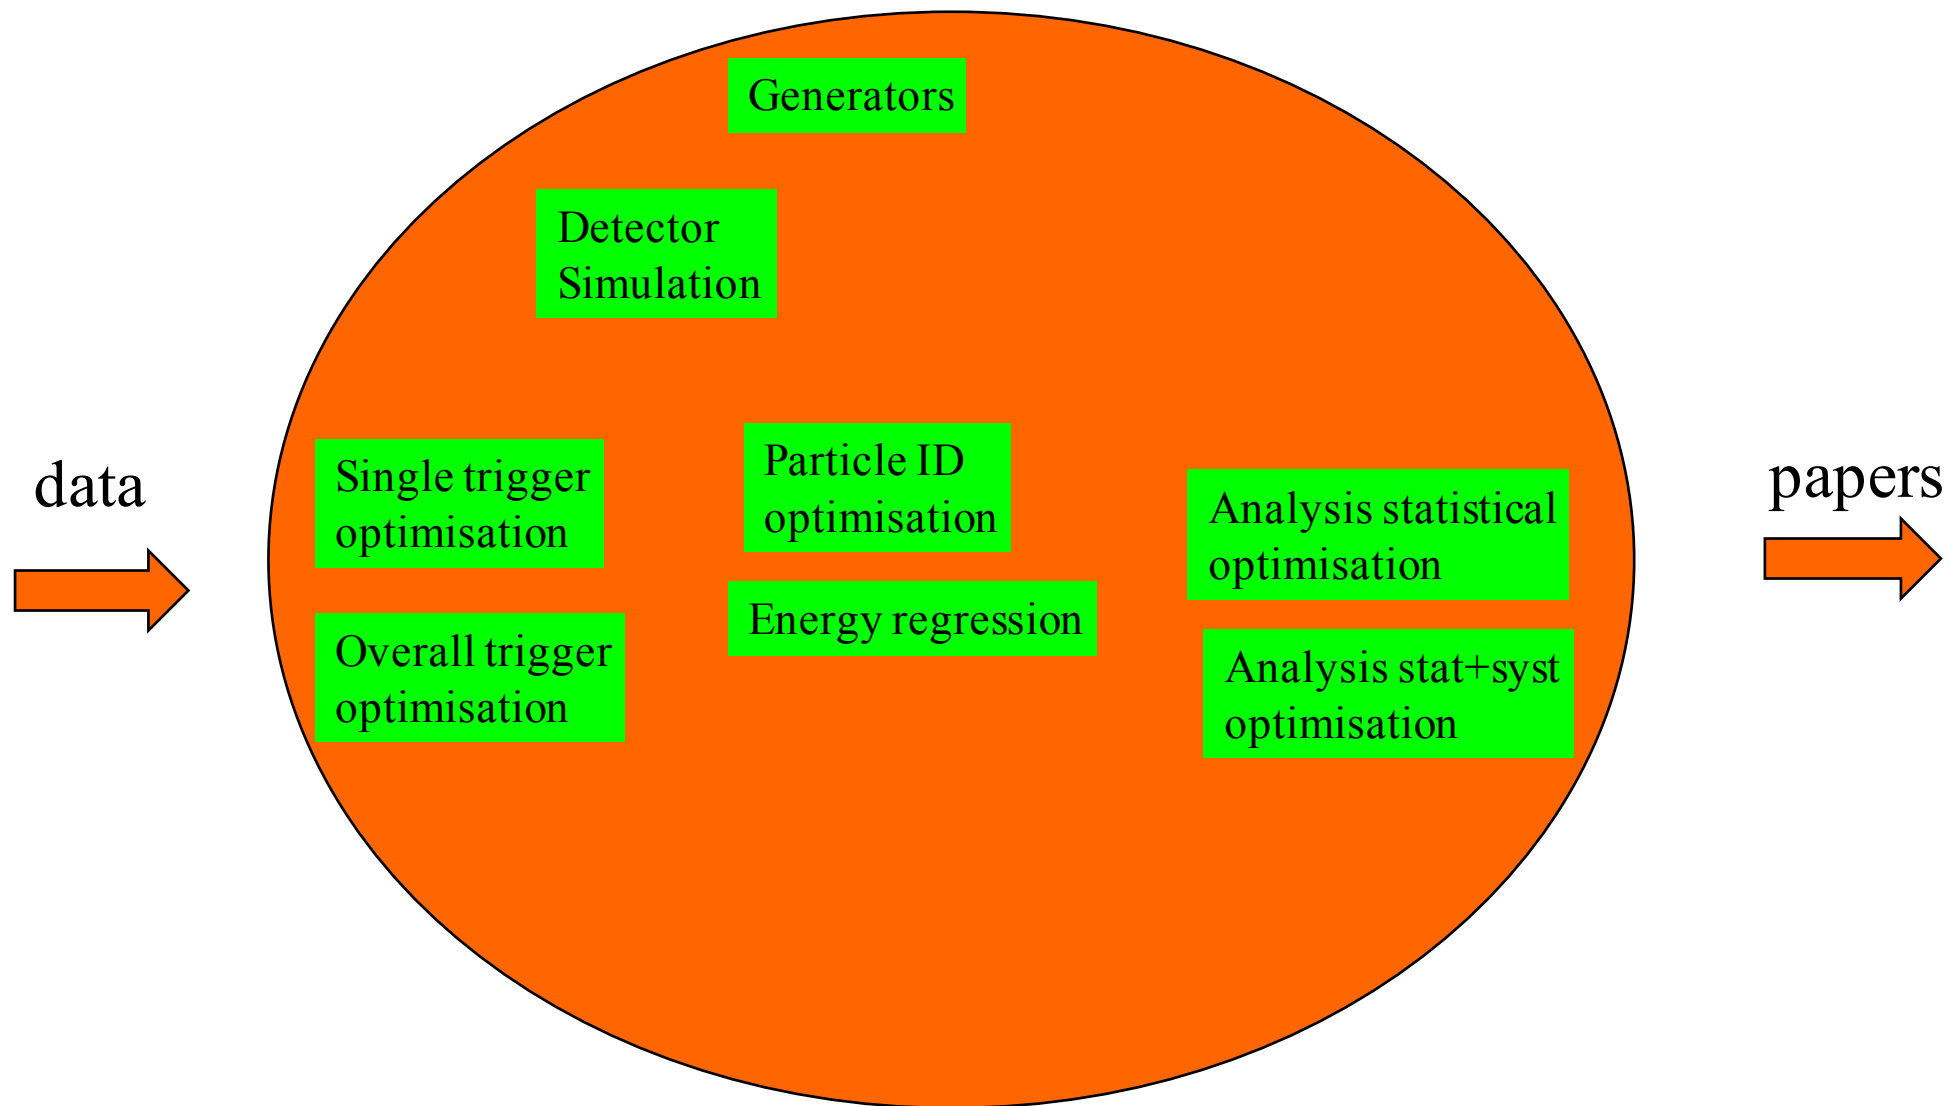 Generators
Detector
Simulation
data
Single trigger
optimisation
Overall trigger
optimisation
Particle ID
optimisation
Energy regression
Analysis statistical
optimisation
Analysis stat+syst
optimisation
papers